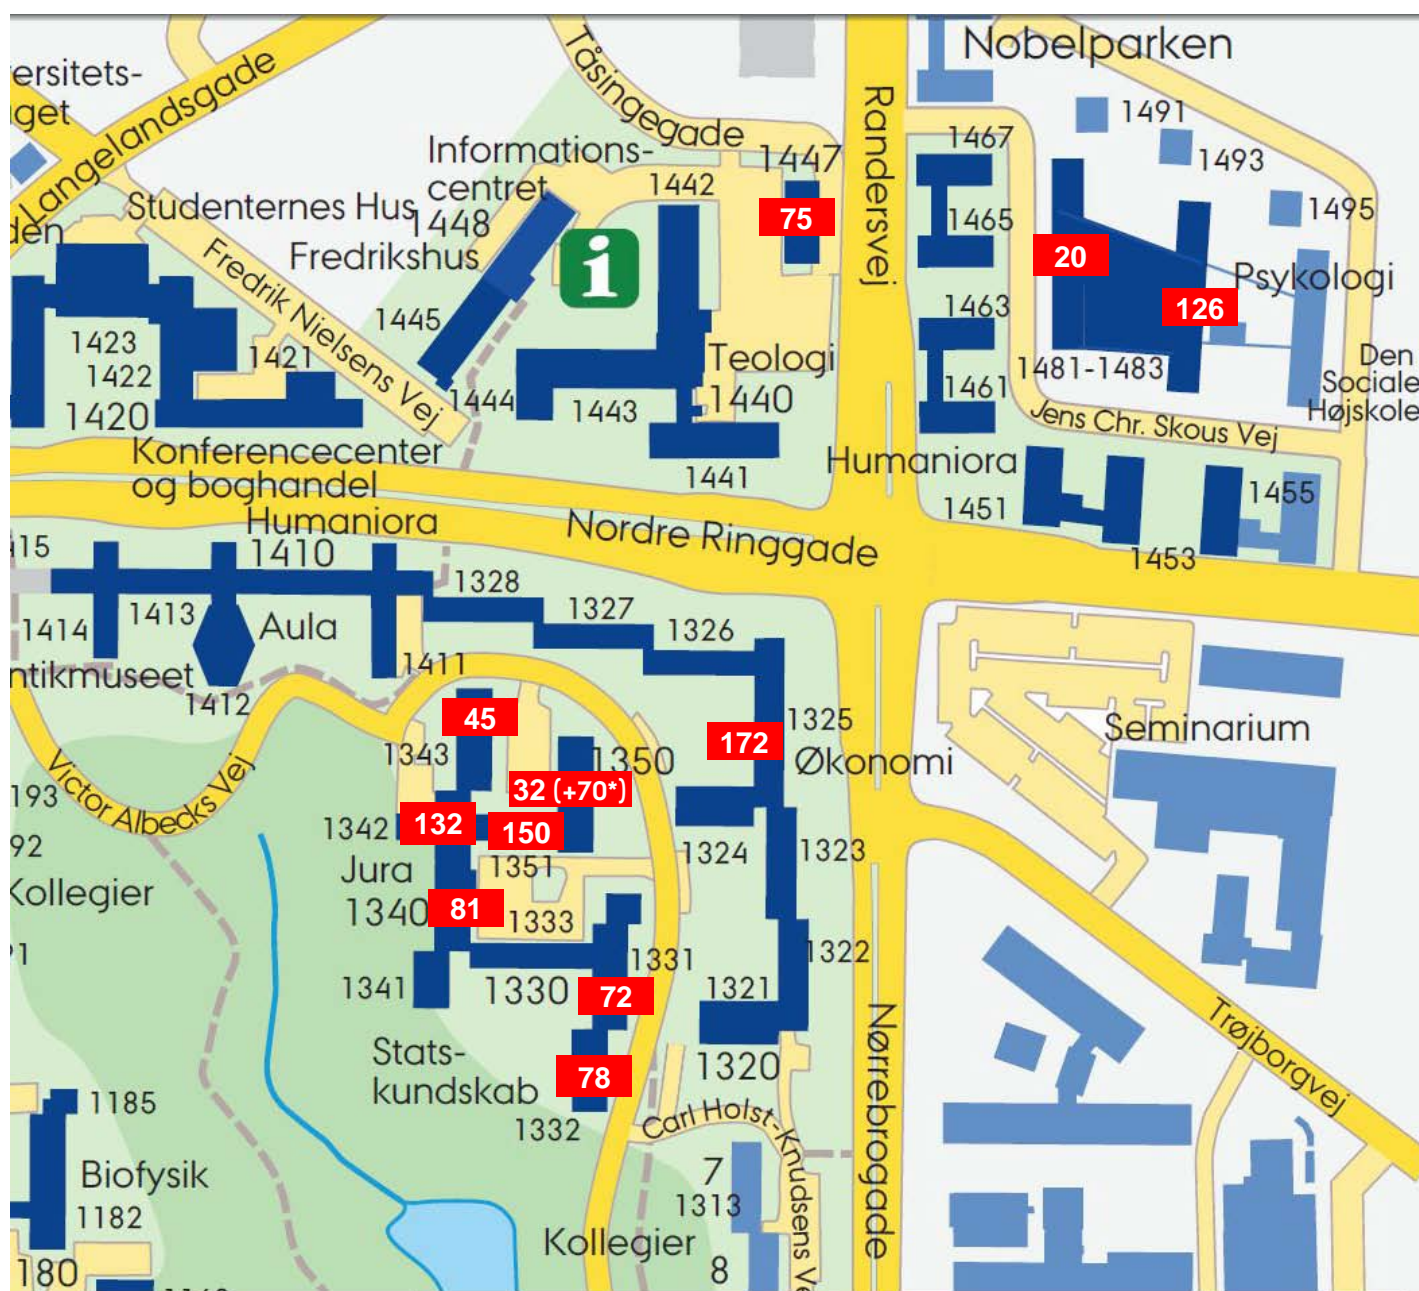 Nobelparken
ersitets-
get
Langelandsgade
Tåsingegade
Randersvej
1491
1493
1495
1467
1465
1463
1461
Informations-
centret
1442
1447
75
Studenternes Hus
1448
Fredrikshus
den
Fredrik Nielsens Vej
i
20
126
Psykologi
1445
1423
1422
1421
1420
1444
1443
Teologi
1440
1481-1483
Den
Sociale
Højskole
Jens Chr. Skous Vej
Konferencecenter
og boghandel
1441
Humaniora
1451
1455
1453
Humaniora
1410
Nordre Ringgade
415
1414
1413
Aula
1328
1327
1326
ntikmuseet
1412
1411
45
172
1325
Økonomi
Seminarium
1343
1350
32 (+70*)
Victor Albecks Vej
193
92
Kollegier
1342
132
150
1324
1323
Jura
1351
1340
81
1333
1341
1330
1331
72
1321
1322
1320
Stats-
kundskab
78
1332
Nørrebrogade
Trøjborgvej
1185
Biofysik
1182
180
Carl Holst-Knudsens Ve
7
1313
Kollegier
8